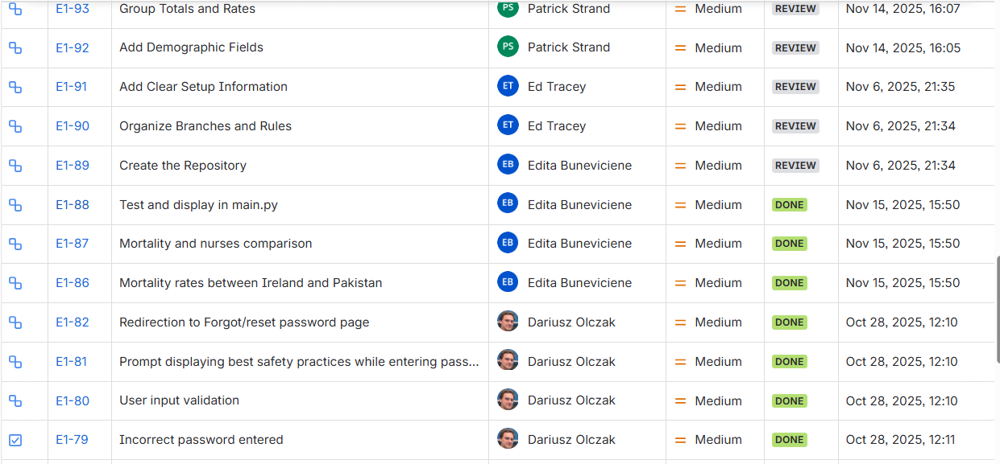 E1-93 Group Totals and Rates PS Patrick Strand Medium REVIEW Nov 14, 2025, 16:07
E1-92 Add Demographic Fields PS Patrick Strand Medium REVIEW Nov 14, 2025, 16:05
E1-91 Add Clear Setup Information ET Ed Tracey Medium REVIEW Nov 6, 2025, 21:35
E1-90 Organize Branches and Rules ET Ed Tracey Medium REVIEW Nov 6, 2025, 21:34
E1-89 Create the Repository EB Edita Buneviciene Medium REVIEW Nov 6, 2025, 21:34
E1-88 Test and display in main.py EB Edita Buneviciene Medium DONE Nov 15, 2025, 15:50
E1-87 Mortality and nurses comparison EB Edita Buneviciene Medium DONE Nov 15, 2025, 15:50
E1-86 Mortality rates between Ireland and Pakistan EB Edita Buneviciene Medium DONE Nov 15, 2025, 15:50
E1-82 Redirection to Forgot/reset password page Dariusz Olczak Medium DONE Oct 28, 2025, 12:10
E1-81 Prompt displaying best safety practices while entering pass... Dariusz Olczak Medium DONE Oct 28, 2025, 12:10
E1-80 User input validation Dariusz Olczak Medium DONE Oct 28, 2025, 12:10
E1-79 Incorrect password entered Dariusz Olczak Medium DONE Oct 28, 2025, 12:11